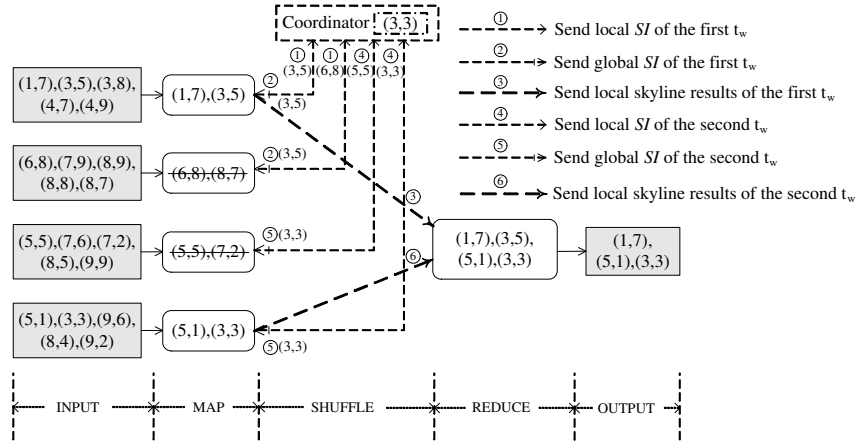 Coordinator (3,3)
① ① ④ ④
(3,5) (6,8) (5,5) (3,3)
① Send local SI of the first tw
② Send global SI of the first tw
③ Send local skyline results of the first tw
④ Send local SI of the second tw
⑤ Send global SI of the second tw
⑥ Send local skyline results of the second tw
(1,7),(3,5),(3,8),
(4,7),(4,9)
(1,7),(3,5)
②
(3,5)
(6,8),(7,9),(8,9),
(8,8),(8,7)
(6,8),(8,7)
②(3,5)
③
(5,5),(7,6),(7,2),
(8,5),(9,9)
(5,5),(7,2)
⑤(3,3)
⑥
(1,7),(3,5),
(5,1),(3,3)
(1,7),
(5,1),(3,3)
(5,1),(3,3),(9,6),
(8,4),(9,2)
(5,1),(3,3)
⑤(3,3)
INPUT MAP SHUFFLE REDUCE OUTPUT